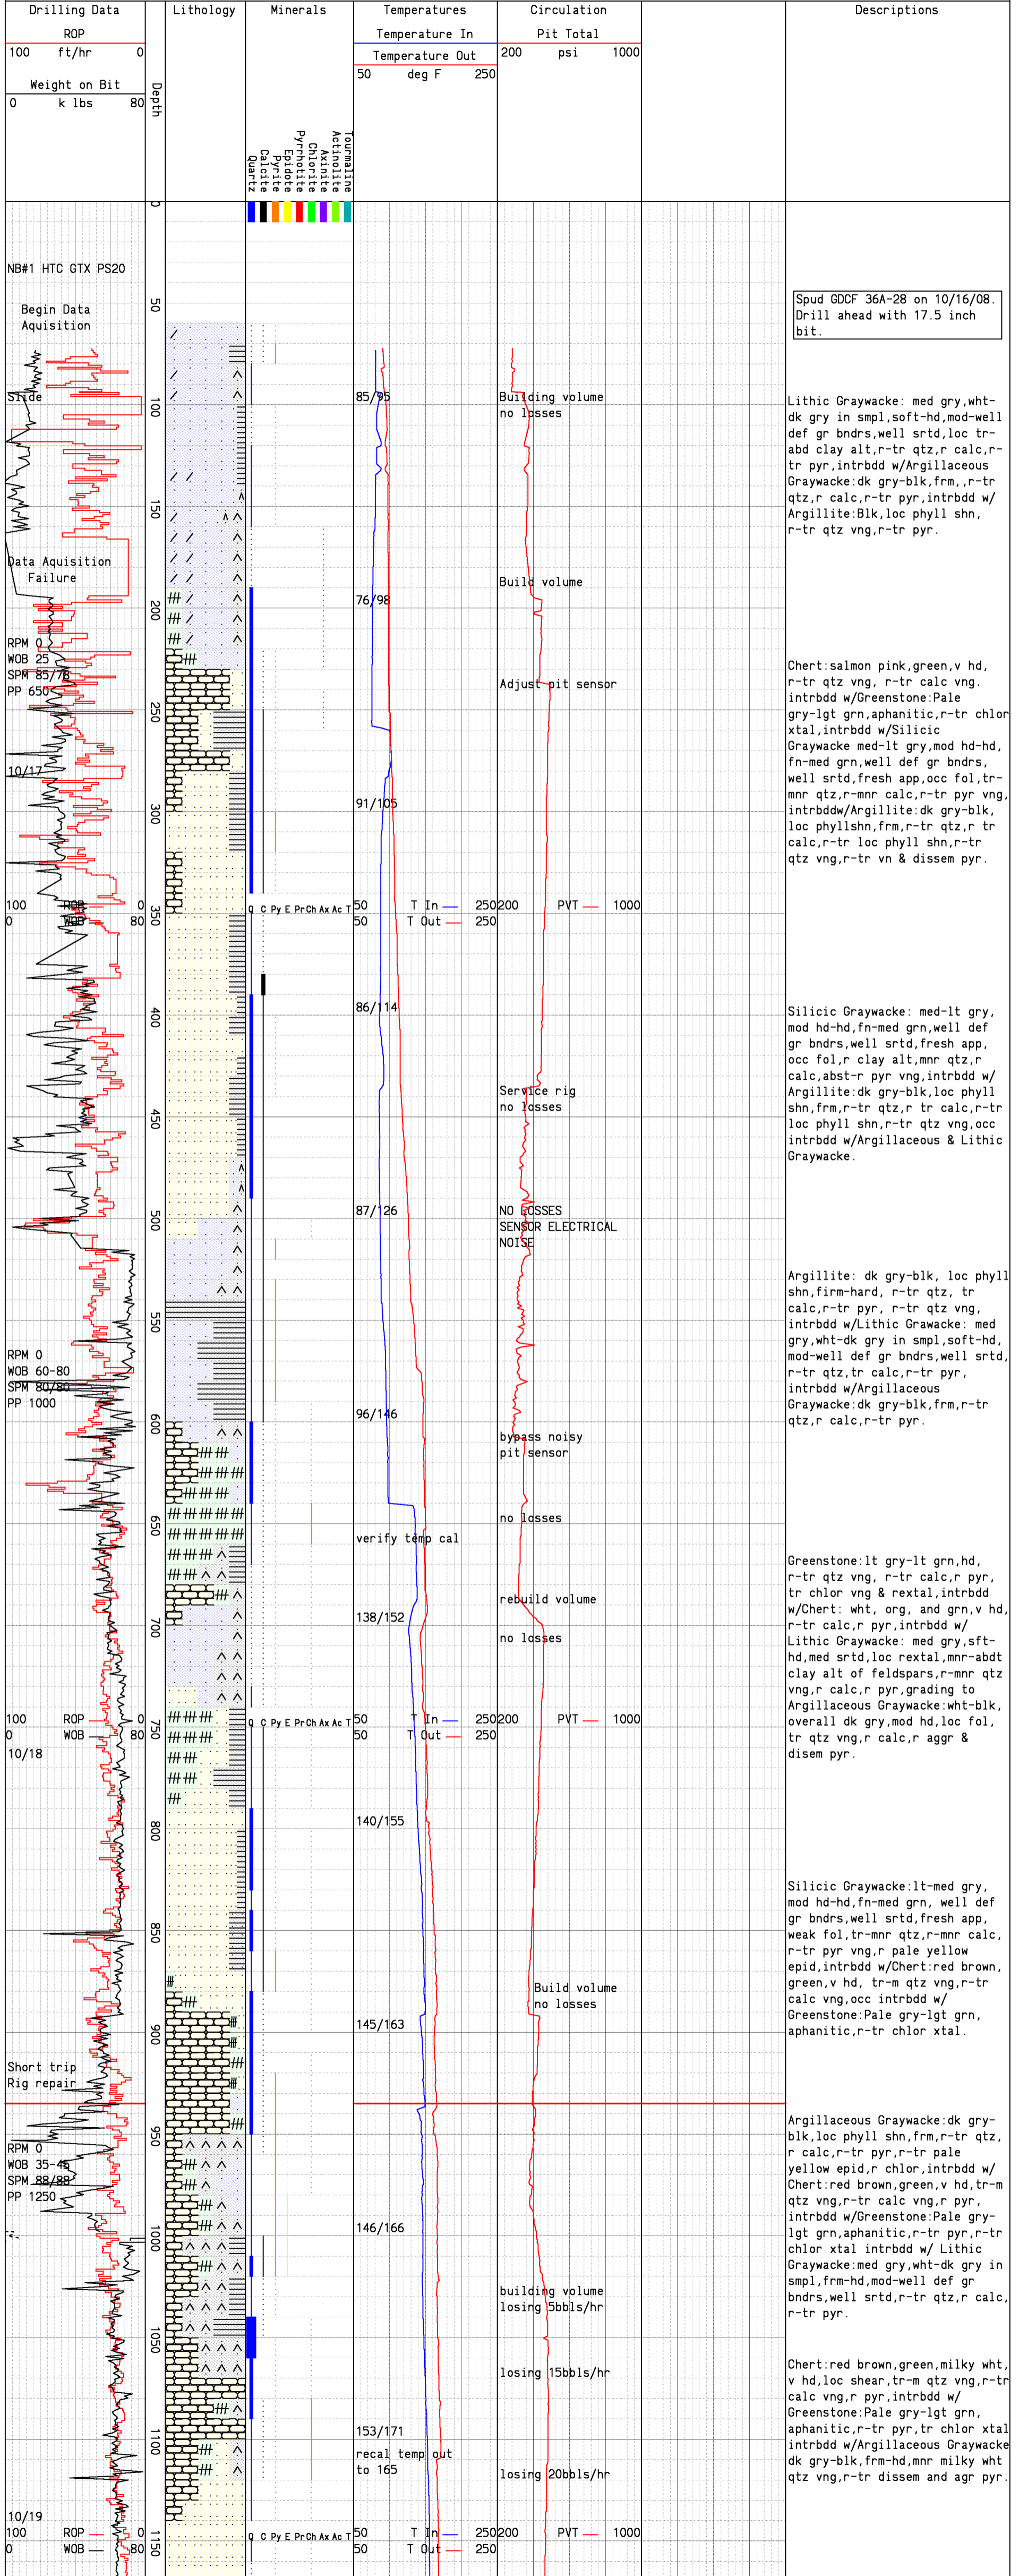 Drilling Data
Lithology
Minerals
Temperatures
Circulation
Descriptions
ROP
100 ft/hr 0
Weight on Bit
0 k lbs 80
Depth
Temperature In
Temperature Out
50 deg F 250
Pit Total
200 psi 1000
Quartz
Calcite
Pyrite
Epidote
Pyrrhotite
Chlorite
Axinite
Actinolite
Tourmaline
0
NB#1 HTC GTX PS20
50
Begin Data
Aquisition
Spud GDCF 36A-28 on 10/16/08.
Drill ahead with 17.5 inch
bit.
Slide
100
85/95
Building volume
no losses
Lithic Graywacke: med gry,wht-
dk gry in smpl,soft-hd,mod-well
def gr bndrs,well srtd,loc tr-
abd clay alt,r-tr qtz,r calc,r-
tr pyr,intrbdd w/Argillaceous
Graywacke:dk gry-blk,frm,,r-tr
qtz,r calc,r-tr pyr,intrbdd w/
Argillite:Blk,loc phyll shn,
r-tr qtz vng,r-tr pyr.
150
Data Aquisition
Failure
Build volume
200
76/98
RPM 0
WOB 25
SPM 85/78
PP 650
Adjust pit sensor
250
Chert:salmon pink,green,v hd,
r-tr qtz vng, r-tr calc vng.
intrbdd w/Greenstone:Pale
gry-lgt grn,aphanitic,r-tr chlor
xtal,intrbdd w/Silicic
Graywacke med-lt gry,mod hd-hd,
fn-med grn,well def gr bndrs,
well srtd,fresh app,occ fol,tr-
mnr qtz,r-mnr calc,r-tr pyr vng,
intrbddw/Argillite:dk gry-blk,
loc phyllshn,frm,r-tr qtz,r tr
calc,r-tr loc phyll shn,r-tr
qtz vng,r-tr vn & dissem pyr.
10/17
300
91/105
100 ROP 0
0 WOB 80
350
Q C Py E Pr Ch Ax Ac T
50 T In 250
50 T Out 250
200 PVT 1000
400
86/114
Silicic Graywacke: med-lt gry,
mod hd-hd,fn-med grn,well def
gr bndrs,well srtd,fresh app,
occ fol,r clay alt,mnr qtz,r
calc,abst-r pyr vng,intrbdd w/
Argillite:dk gry-blk,loc phyll
shn,frm,r-tr qtz,r tr calc,r-tr
loc phyll shn,r-tr qtz vng,occ
intrbdd w/Argillaceous & Lithic
Graywacke.
Service rig
no losses
450
500
87/126
NO LOSSES
SENSOR ELECTRICAL
NOISE
550
Argillite: dk gry-blk, loc phyll
shn,firm-hard, r-tr qtz, tr
calc,r-tr pyr, r-tr qtz vng,
intrbdd w/Lithic Grawacke: med
gry,wht-dk gry in smpl,soft-hd,
mod-well def gr bndrs,well srtd,
r-tr qtz,tr calc,r-tr pyr,
intrbdd w/Argillaceous
Graywacke:dk gry-blk,frm,r-tr
qtz,r calc,r-tr pyr.
RPM 0
WOB 60-80
SPM 80/80
PP 1000
600
96/146
bypass noisy
pit sensor
650
no losses
verify temp cal
rebuild volume
700
138/152
no losses
Greenstone:lt gry-lt grn,hd,
r-tr qtz vng, r-tr calc,r pyr,
tr chlor vng & rextal,intrbdd
w/Chert: wht, org, and grn,v hd,
r-tr calc,r pyr,intrbdd w/
Lithic Graywacke: med gry,sft-
hd,med srtd,loc rextal,mnr-abdt
clay alt of feldspars,r-mnr qtz
vng,r calc,r pyr,grading to
Argillaceous Graywacke:wht-blk,
overall dk gry,mod hd,loc fol,
tr qtz vng,r calc,r aggr &
disem pyr.
100 ROP 0
0 WOB 80
750
Q C Py E Pr Ch Ax Ac T
50 T In 250
50 T Out 250
200 PVT 1000
10/18
800
140/155
850
Silicic Graywacke:lt-med gry,
mod hd-hd,fn-med grn, well def
gr bndrs,well srtd,fresh app,
weak fol,tr-mnr qtz,r-mnr calc,
r-tr pyr vng,r pale yellow
epid,intrbdd w/Chert:red brown,
green,v hd, tr-m qtz vng,r-tr
calc vng,occ intrbdd w/
Greenstone:Pale gry-lgt grn,
aphanitic,r-tr chlor xtal.
Build volume
no losses
900
145/163
Short trip
Rig repair
950
RPM 0
WOB 35-45
SPM 88/88
PP 1250
Argillaceous Graywacke:dk gry-
blk,loc phyll shn,frm,r-tr qtz,
r calc,r-tr pyr,r-tr pale
yellow epid,r chlor,intrbdd w/
Chert:red brown,green,v hd,tr-m
qtz vng,r-tr calc vng,r pyr,
intrbdd w/Greenstone:Pale gry-
lgt grn,aphanitic,r-tr pyr,r-tr
chlor xtal intrbdd w/ Lithic
Graywacke:med gry,wht-dk gry in
smpl,frm-hd,mod-well def gr
bndrs,well srtd,r-tr qtz,r calc,
r-tr pyr.
1000
146/166
building volume
losing 5bbls/hr
1050
losing 15bbls/hr
Chert:red brown,green,milky wht,
v hd,loc shear,tr-m qtz vng,r-tr
calc vng,r pyr,intrbdd w/
Greenstone:Pale gry-lgt grn,
aphanitic,r-tr pyr,tr chlor xtal
intrbdd w/Argillaceous Graywacke
dk gry-blk,frm-hd,mnr milky wht
qtz vng,r-tr dissem and agr pyr.
1100
153/171
recal temp out
to 165
losing 20bbls/hr
10/19
100 ROP 0
0 WOB 80
1150
Q C Py E Pr Ch Ax Ac T
50 T In 250
50 T Out 250
200 PVT 1000